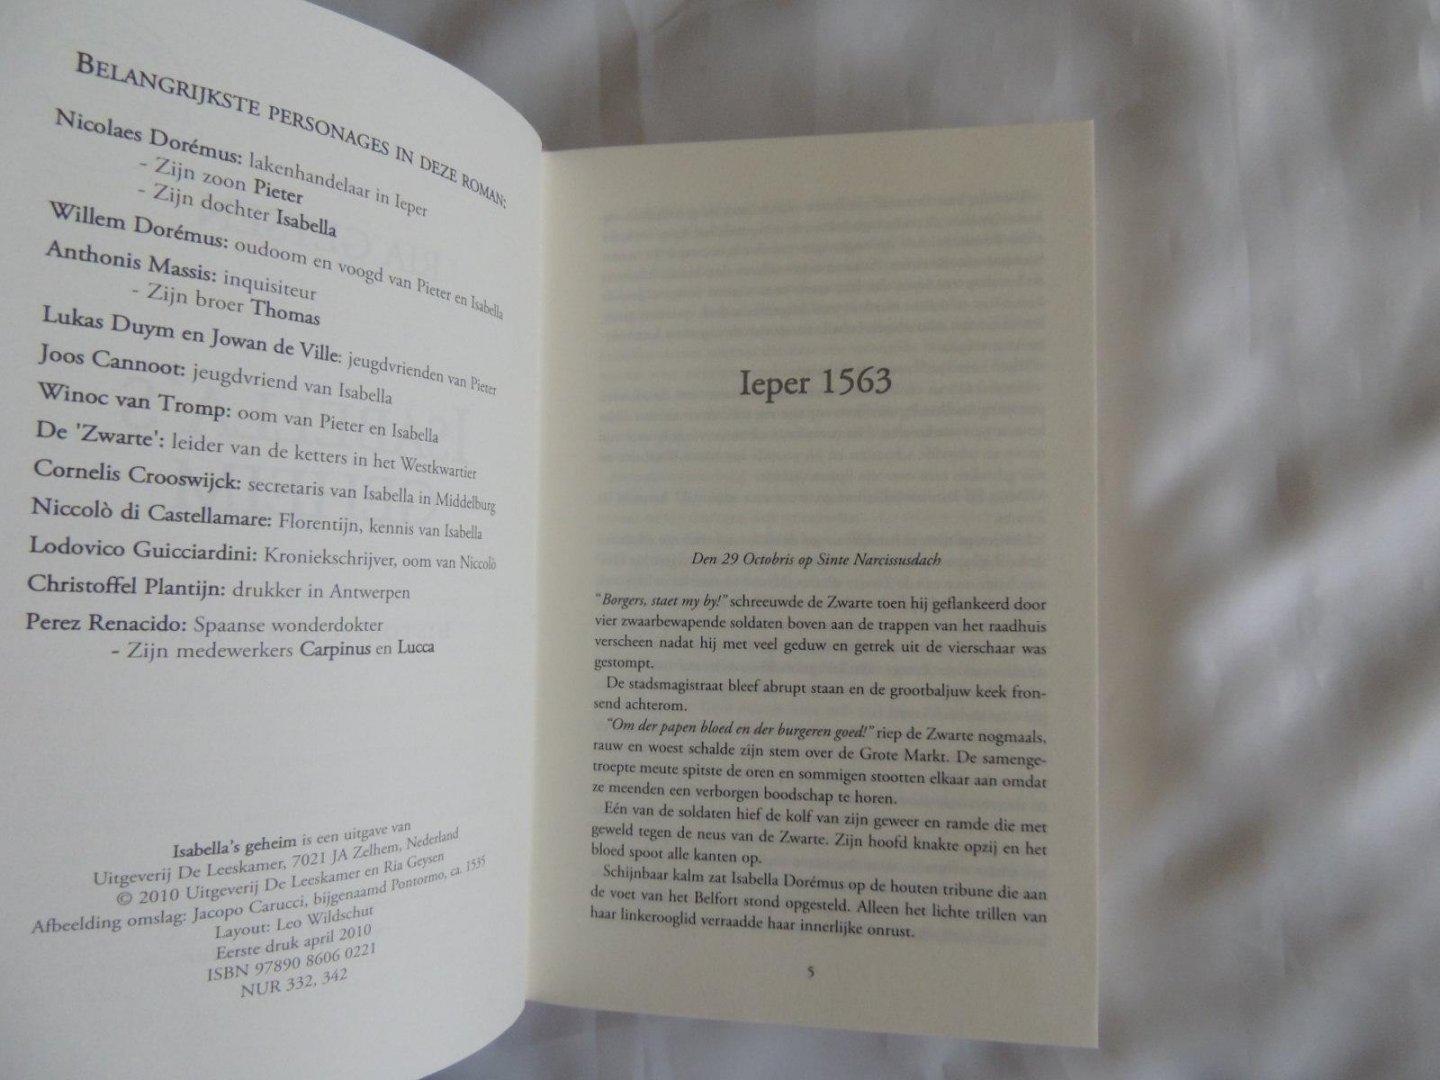 BELANGRIJKSTE PERSONAGES IN DEZE ROMAN:
Nicolaes Dorémus: lakenhandelaar in Ieper
- Zijn zoon Pieter
- Zijn dochter Isabella
Willem Dorémus: oudoom en voogd van Pieter en Isabella
Anthonis Massis: inquisiteur
- Zijn broer Thomas
Lukas Duym en Jowan de Ville: jeugdvrienden van Pieter
Joos Cannoot: jeugdvriend van Isabella
Winoc van Tromp: oom van Pieter en Isabella
De 'Zwarte': leider van de ketters in het Westkwartier
Cornelis Crooswijck: secretaris van Isabella in Middelburg
Niccolò di Castellamare: Florentijn, kennis van Isabella
Lodovico Guicciardini: Kroniekschrijver, oom van Niccolò
Christoffel Plantijn: drukker in Antwerpen
Perez Renacido: Spaanse wonderdokter
- Zijn medewerkers Carpinus en Lucca
Isabella's geheim is een uitgave van
Uitgeverij De Leeskamer, 7021 JA Zelhem, Nederland
© 2010 Uitgeverij De Leeskamer en Ria Geysen
Afbeelding omslag: Jacopo Carucci, bijgenaamd Pontormo, ca. 1535
Layout: Leo Wildschut
Eerste druk april 2010
ISBN 97890 8606 0221
NUR 332, 342
Ieper 1563
Den 29 Octobris op Sinte Narcissusdach
“Borgers, staet my by!” schreeuwde de Zwarte toen hij geflankeerd door
vier zwaarbewapende soldaten boven aan de trappen van het raadhuis
verscheen nadat hij met veel geduw en getrek uit de vierschaar was
gestompt.
De stadsmagistraat bleef abrupt staan en de grootbaljuw keek fron-
send achterom.
“Om der papen bloed en der burgeren goed!” riep de Zwarte nogmaals,
rauw en woest schalde zijn stem over de Grote Markt. De samenge-
troepte meute spitste de oren en sommigen stootten elkaar aan omdat
ze meenden een verborgen boodschap te horen.
Eén van de soldaten hief de kolf van zijn geweer en ramde die met
geweld tegen de neus van de Zwarte. Zijn hoofd knakte opzij en het
bloed spoot alle kanten op.
Schijnbaar kalm zat Isabella Dorémus op de houten tribune die aan
de voet van het Belfort stond opgesteld. Alleen het lichte trillen van
haar linkerooglid verraadde haar innerlijke onrust.
5